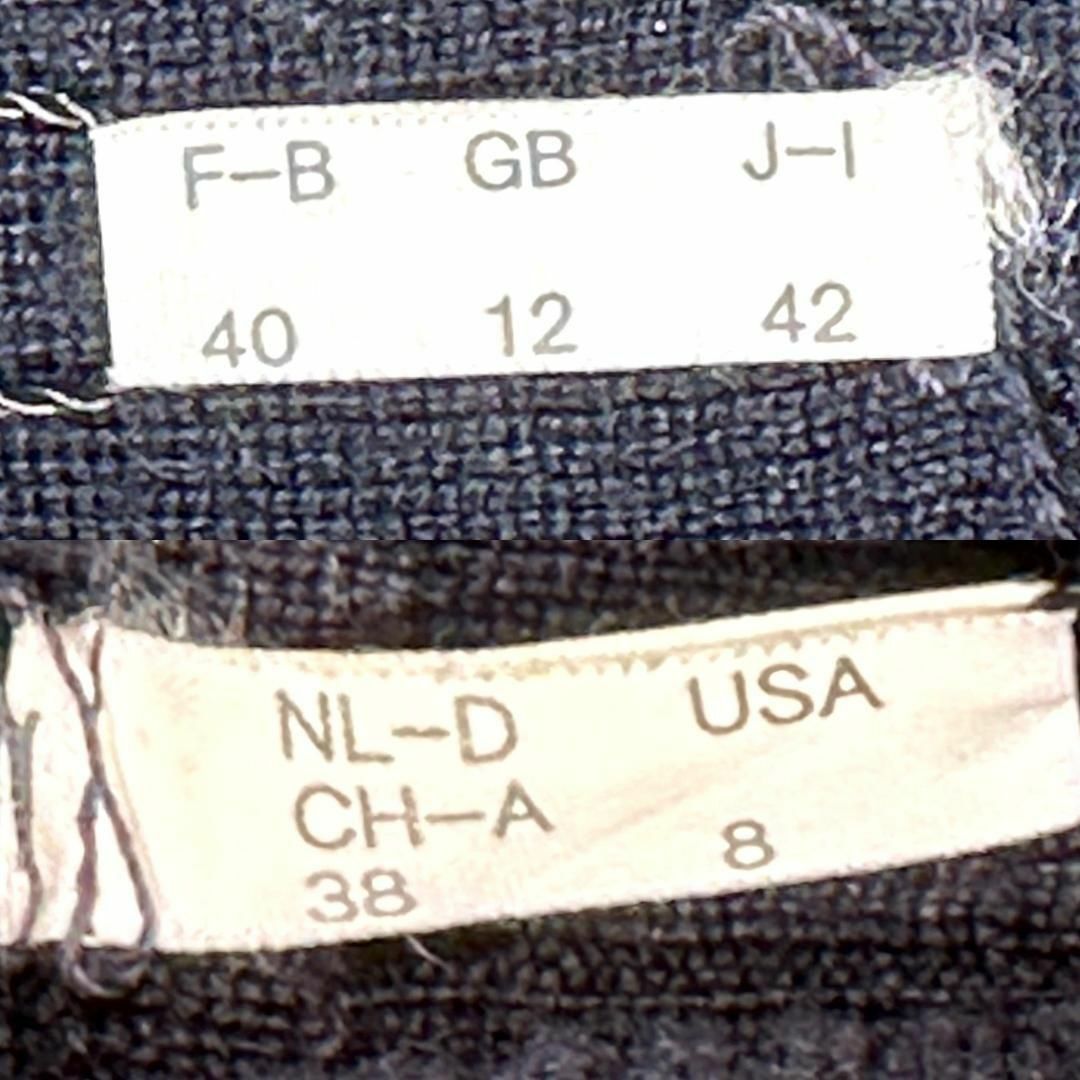 F-B GB J-I
40 12 42
NL-D USA
CH-A
38 8